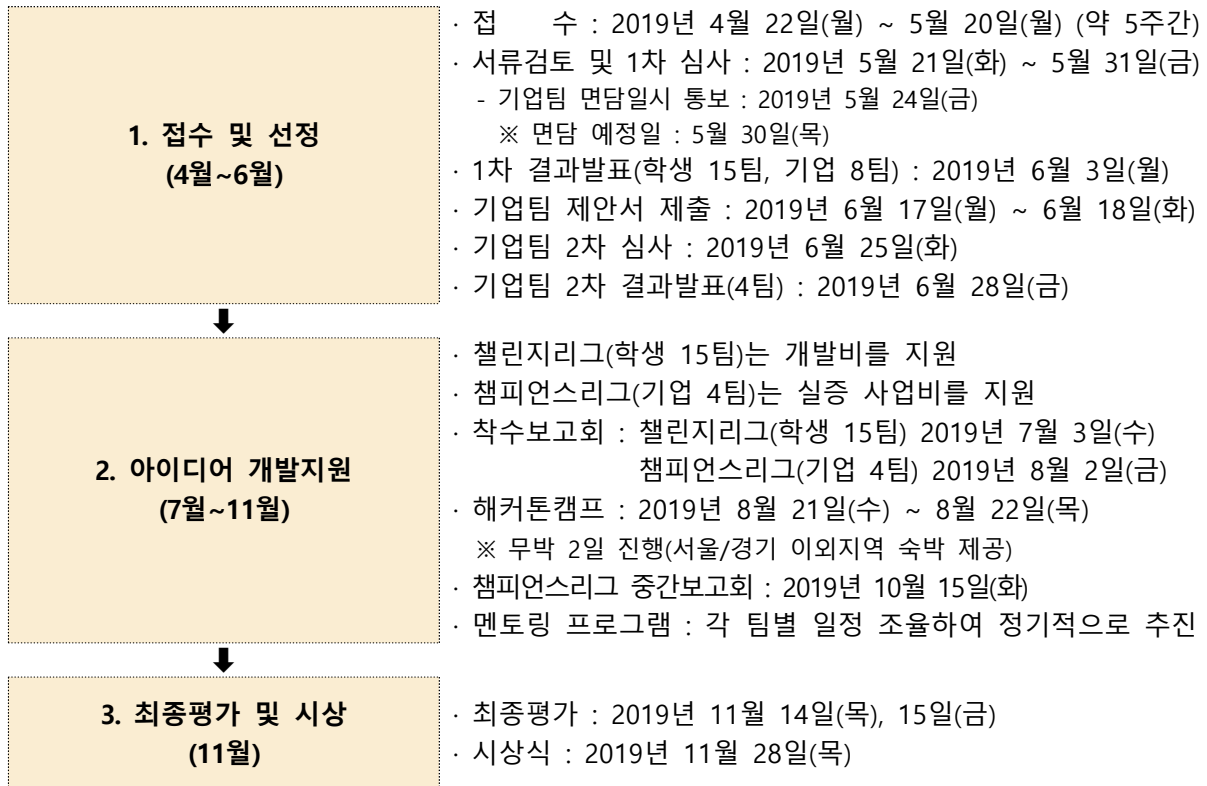 1. 접수 및 선정
(4월~6월)
· 접 수 : 2019년 4월 22일(월) ~ 5월 20일(월) (약 5주간)
· 서류검토 및 1차 심사 : 2019년 5월 21일(화) ~ 5월 31일(금)
- 기업팀 면담일시 통보 : 2019년 5월 24일(금)
※ 면담 예정일 : 5월 30일(목)
· 1차 결과발표(학생 15팀, 기업 8팀) : 2019년 6월 3일(월)
· 기업팀 제안서 제출 : 2019년 6월 17일(월) ~ 6월 18일(화)
· 기업팀 2차 심사 : 2019년 6월 25일(화)
· 기업팀 2차 결과발표(4팀) : 2019년 6월 28일(금)
2. 아이디어 개발지원
(7월~11월)
· 챌린지리그(학생 15팀)는 개발비를 지원
· 챔피언스리그(기업 4팀)는 실증 사업비를 지원
· 착수보고회 : 챌린지리그(학생 15팀) 2019년 7월 3일(수)
챔피언스리그(기업 4팀) 2019년 8월 2일(금)
· 해커톤캠프 : 2019년 8월 21일(수) ~ 8월 22일(목)
※ 무박 2일 진행(서울/경기 이외지역 숙박 제공)
· 챔피언스리그 중간보고회 : 2019년 10월 15일(화)
· 멘토링 프로그램 : 각 팀별 일정 조율하여 정기적으로 추진
3. 최종평가 및 시상
(11월)
· 최종평가 : 2019년 11월 14일(목), 15일(금)
· 시상식 : 2019년 11월 28일(목)